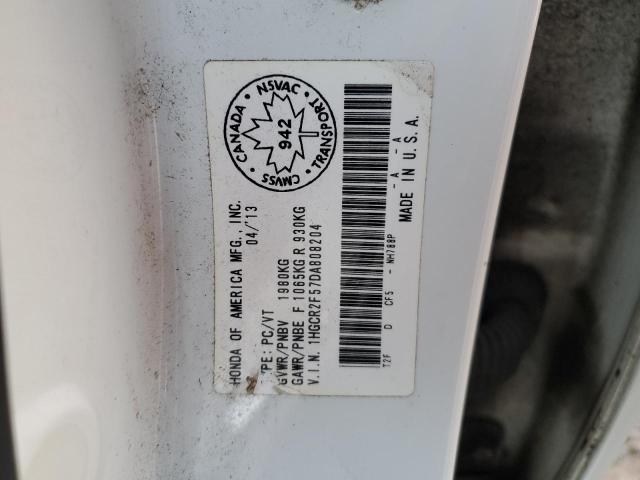 HONDA OF AMERICA MFG., INC.
04/'13
TYPE: PC/VT
GVWR/PNBV 1980KG
GAWR/PNBE F 1065KG R 930KG
V.I.N. 1HGCR2F57DA808204
CANADA NSVAC TRANSPORT CMVSS
942
T2F D CF5 - NH788P - A - A
MADE IN U.S.A.